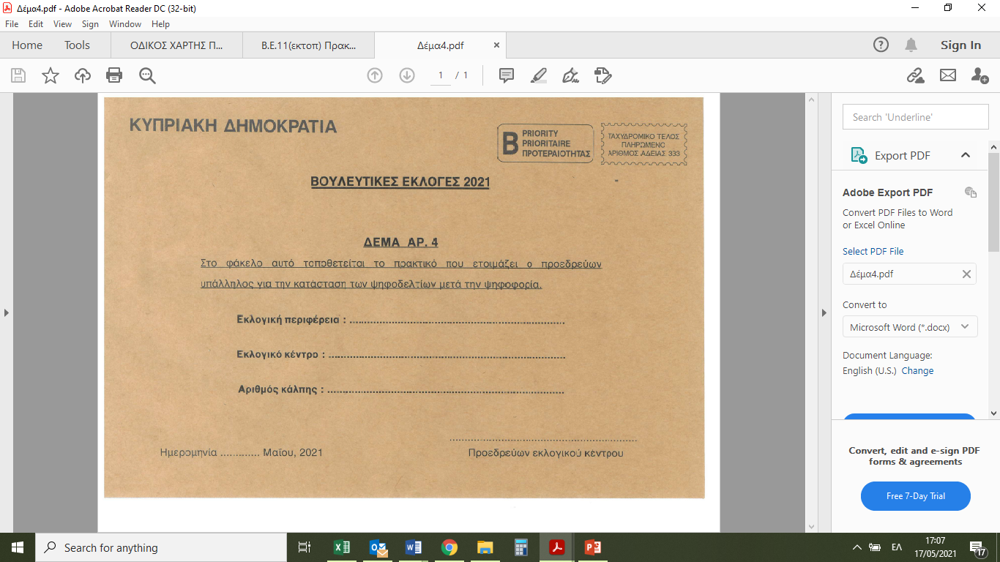 Δέμα4.pdf - Adobe Acrobat Reader DC (32-bit)
File Edit View Sign Window Help
Home Tools ΟΔΙΚΟΣ ΧΑΡΤΗΣ Π... Β.Ε.11(εκτοπ) Πρακ... Δέμα4.pdf Sign In
1 / 1
ΚΥΠΡΙΑΚΗ ΔΗΜΟΚΡΑΤΙΑ
B PRIORITY
PRIORITAIRE
ΠΡΟΤΕΡΑΙΟΤΗΤΑΣ
ΤΑΧΥΔΡΟΜΙΚΟ ΤΕΛΟΣ
ΠΛΗΡΩΜΕΝΟ
ΑΡΙΘΜΟΣ ΑΔΕΙΑΣ 333
ΒΟΥΛΕΥΤΙΚΕΣ ΕΚΛΟΓΕΣ 2021
ΔΕΜΑ ΑΡ. 4
Στο φάκελο αυτό τοποθετείται το πρακτικό που ετοιμάζει ο προεδρεύων
υπάλληλος για την κατάσταση των ψηφοδελτίων μετά την ψηφοφορία.
Εκλογική περιφέρεια : ..........................................................................
Εκλογικό κέντρο : ..................................................................................
Αριθμός κάλπης : ..................................................................................
Ημερομηνία ............. Μαΐου, 2021
................................................................
Προεδρεύων εκλογικού κέντρου
Search 'Underline'
Export PDF
Adobe Export PDF
Convert PDF Files to Word
or Excel Online
Select PDF File
Δέμα4.pdf
Convert to
Microsoft Word (*.docx)
Document Language:
English (U.S.) Change
Convert, edit and e-sign PDF
forms & agreements
Free 7-Day Trial
Search for anything
ΕΛ
17:07
17/05/2021
17